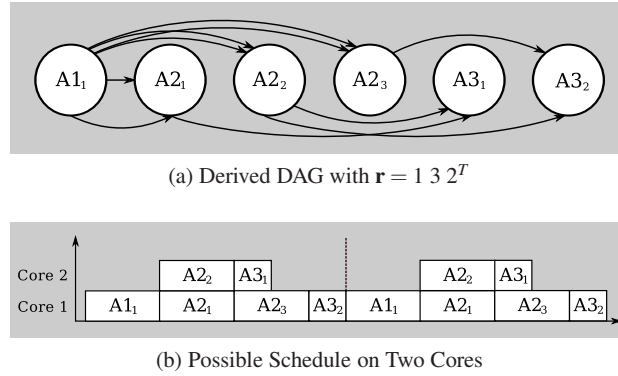 A1₁ A2₁ A2₂ A2₃ A3₁ A3₂
(a) Derived DAG with r = 1 3 2ᵀ
Core 2 A2₂ A3₁ A2₂ A3₁
Core 1 A1₁ A2₁ A2₃ A3₂ A1₁ A2₁ A2₃ A3₂
(b) Possible Schedule on Two Cores